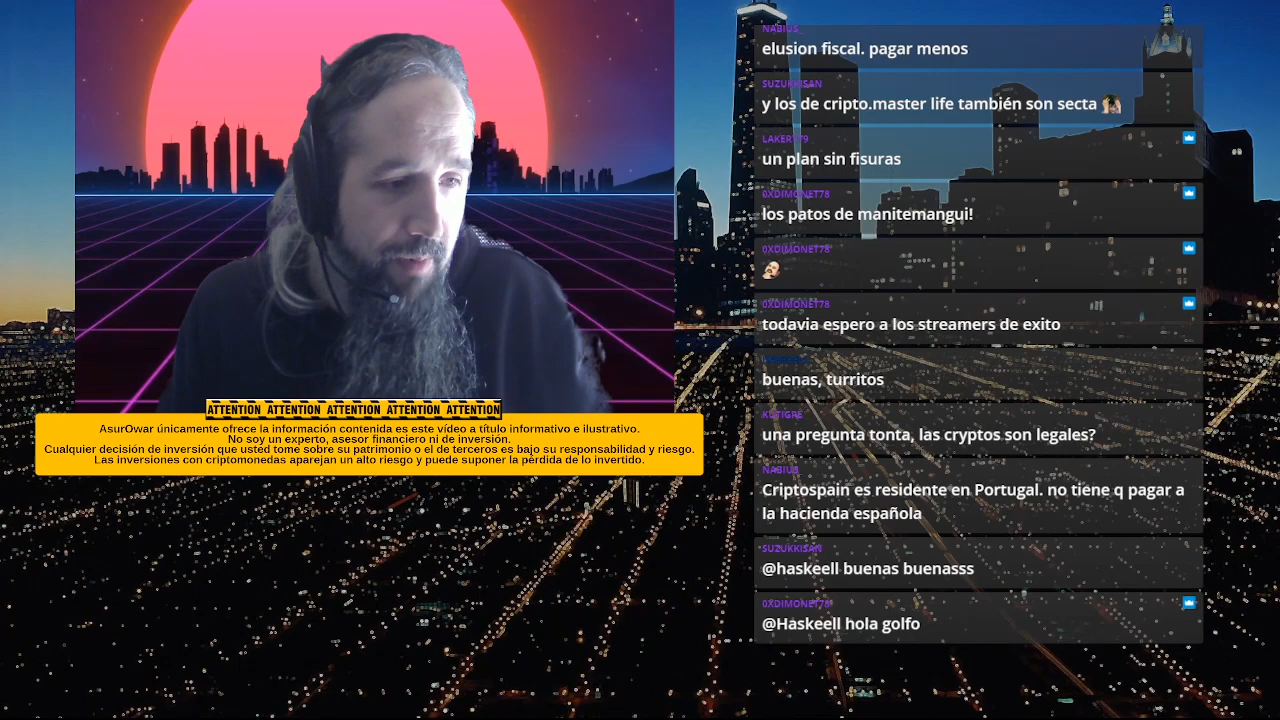 ATTENTION ATTENTION ATTENTION ATTENTION ATTENTION
AsurOwar únicamente ofrece la información contenida es este vídeo a título informativo e ilustrativo.
No soy un experto, asesor financiero ni de inversión.
Cualquier decisión de inversión que usted tome sobre su patrimonio o el de terceros es bajo su responsabilidad y riesgo.
Las inversiones con criptomonedas aparejan un alto riesgo y puede suponer la pérdida de lo invertido.
NABIUS_
elusion fiscal. pagar menos
SUZUKKISAN
y los de cripto.master life también son secta
un plan sin fisuras
0XDIMONET78
los patos de manitemangui!
0XDIMONET78
0XDIMONET78
todavia espero a los streamers de exito
buenas, turritos
KUTIGRE
una pregunta tonta, las cryptos son legales?
NABIUS_
Criptospain es residente en Portugal. no tiene q pagar a
la hacienda española
SUZUKKISAN
@haskeell buenas buenasss
0XDIMONET78
@Haskeell hola golfo